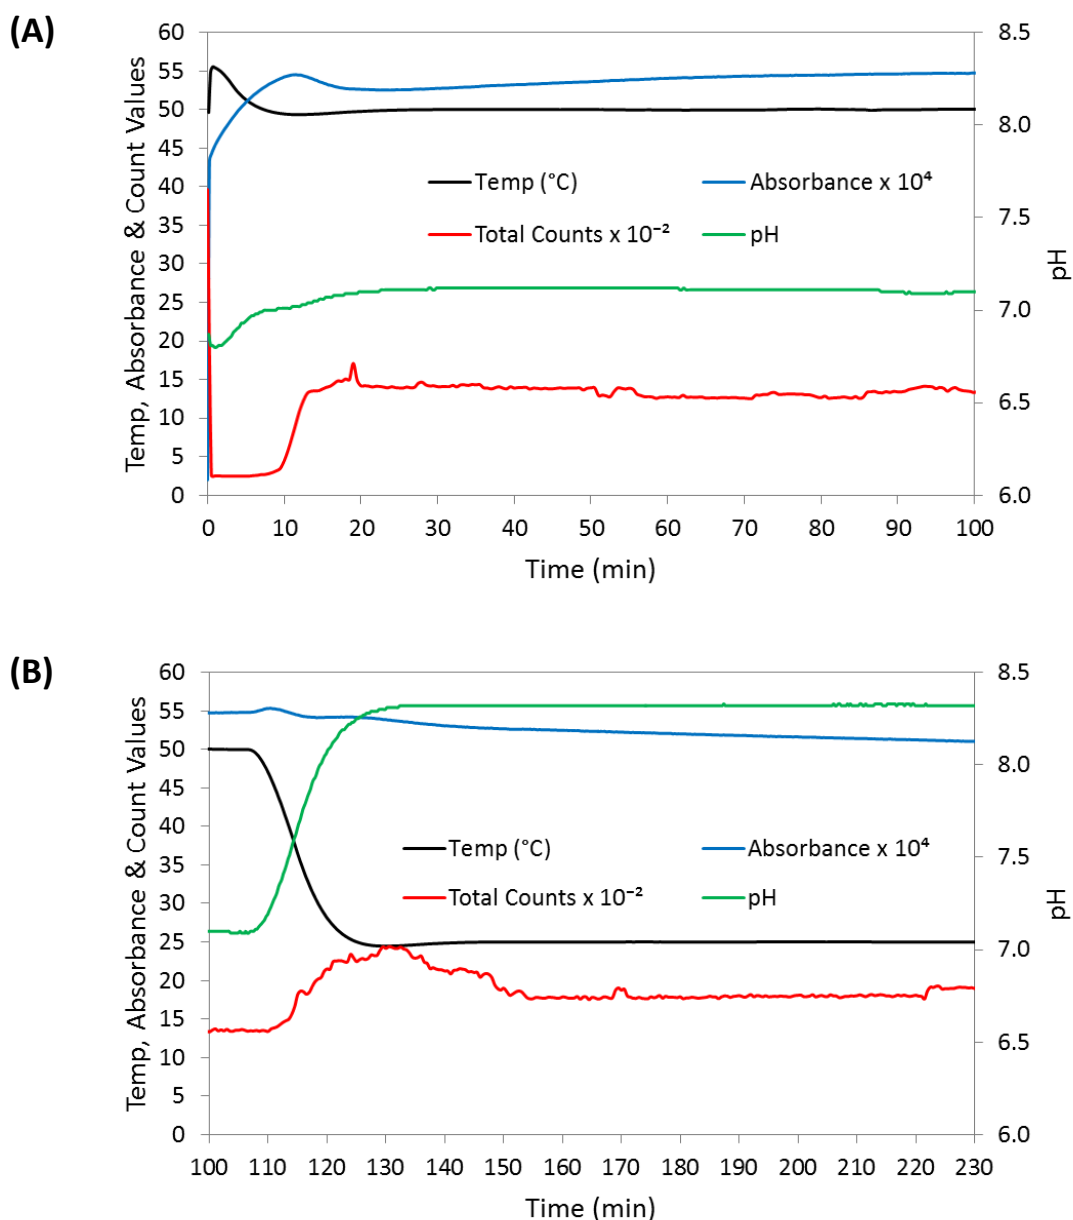 (A)
60
55
50
45
40
35
30
25
20
15
10
5
0
Temp, Absorbance & Count Values
8.5
8.0
7.5
7.0
6.5
6.0
pH
Temp (°C)
Absorbance x 10⁴
Total Counts x 10⁻²
pH
0 10 20 30 40 50 60 70 80 90 100
Time (min)
(B)
60
55
50
45
40
35
30
25
20
15
10
5
0
Temp, Absorbance & Count Values
8.5
8.0
7.5
7.0
6.5
6.0
pH
Temp (°C)
Absorbance x 10⁴
Total Counts x 10⁻²
pH
100 110 120 130 140 150 160 170 180 190 200 210 220 230
Time (min)